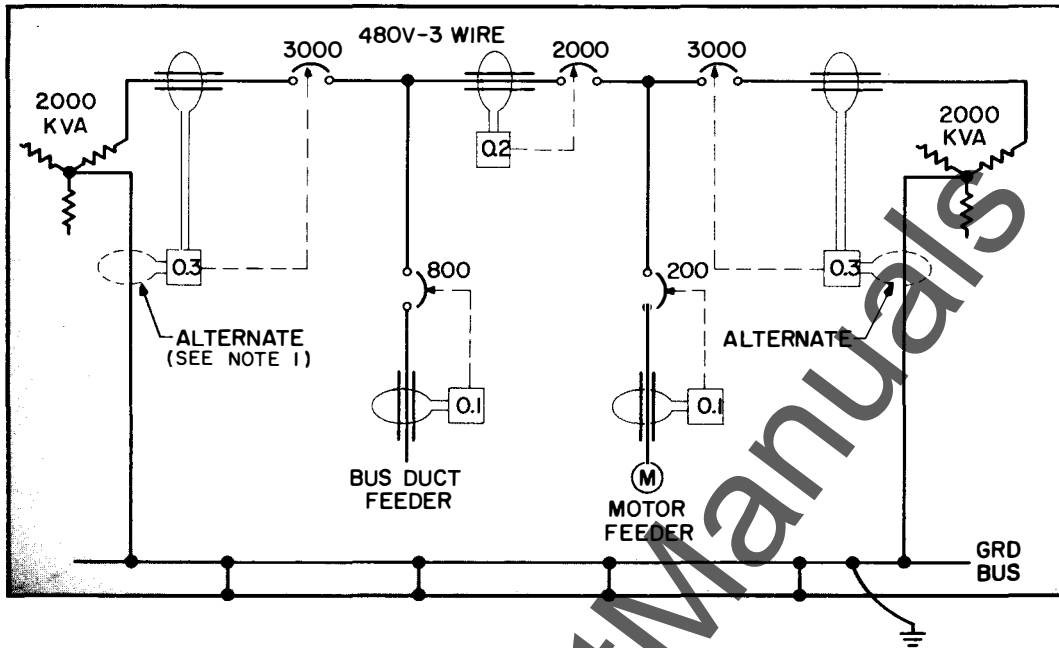 480V-3 WIRE
3000
2000
3000
2000
KVA
2000
KVA
0.2
0.3
0.3
800
200
ALTERNATE
(SEE NOTE 1)
ALTERNATE
0.1
0.1
BUS DUCT
FEEDER
M
MOTOR
FEEDER
GRD
BUS
tManuals